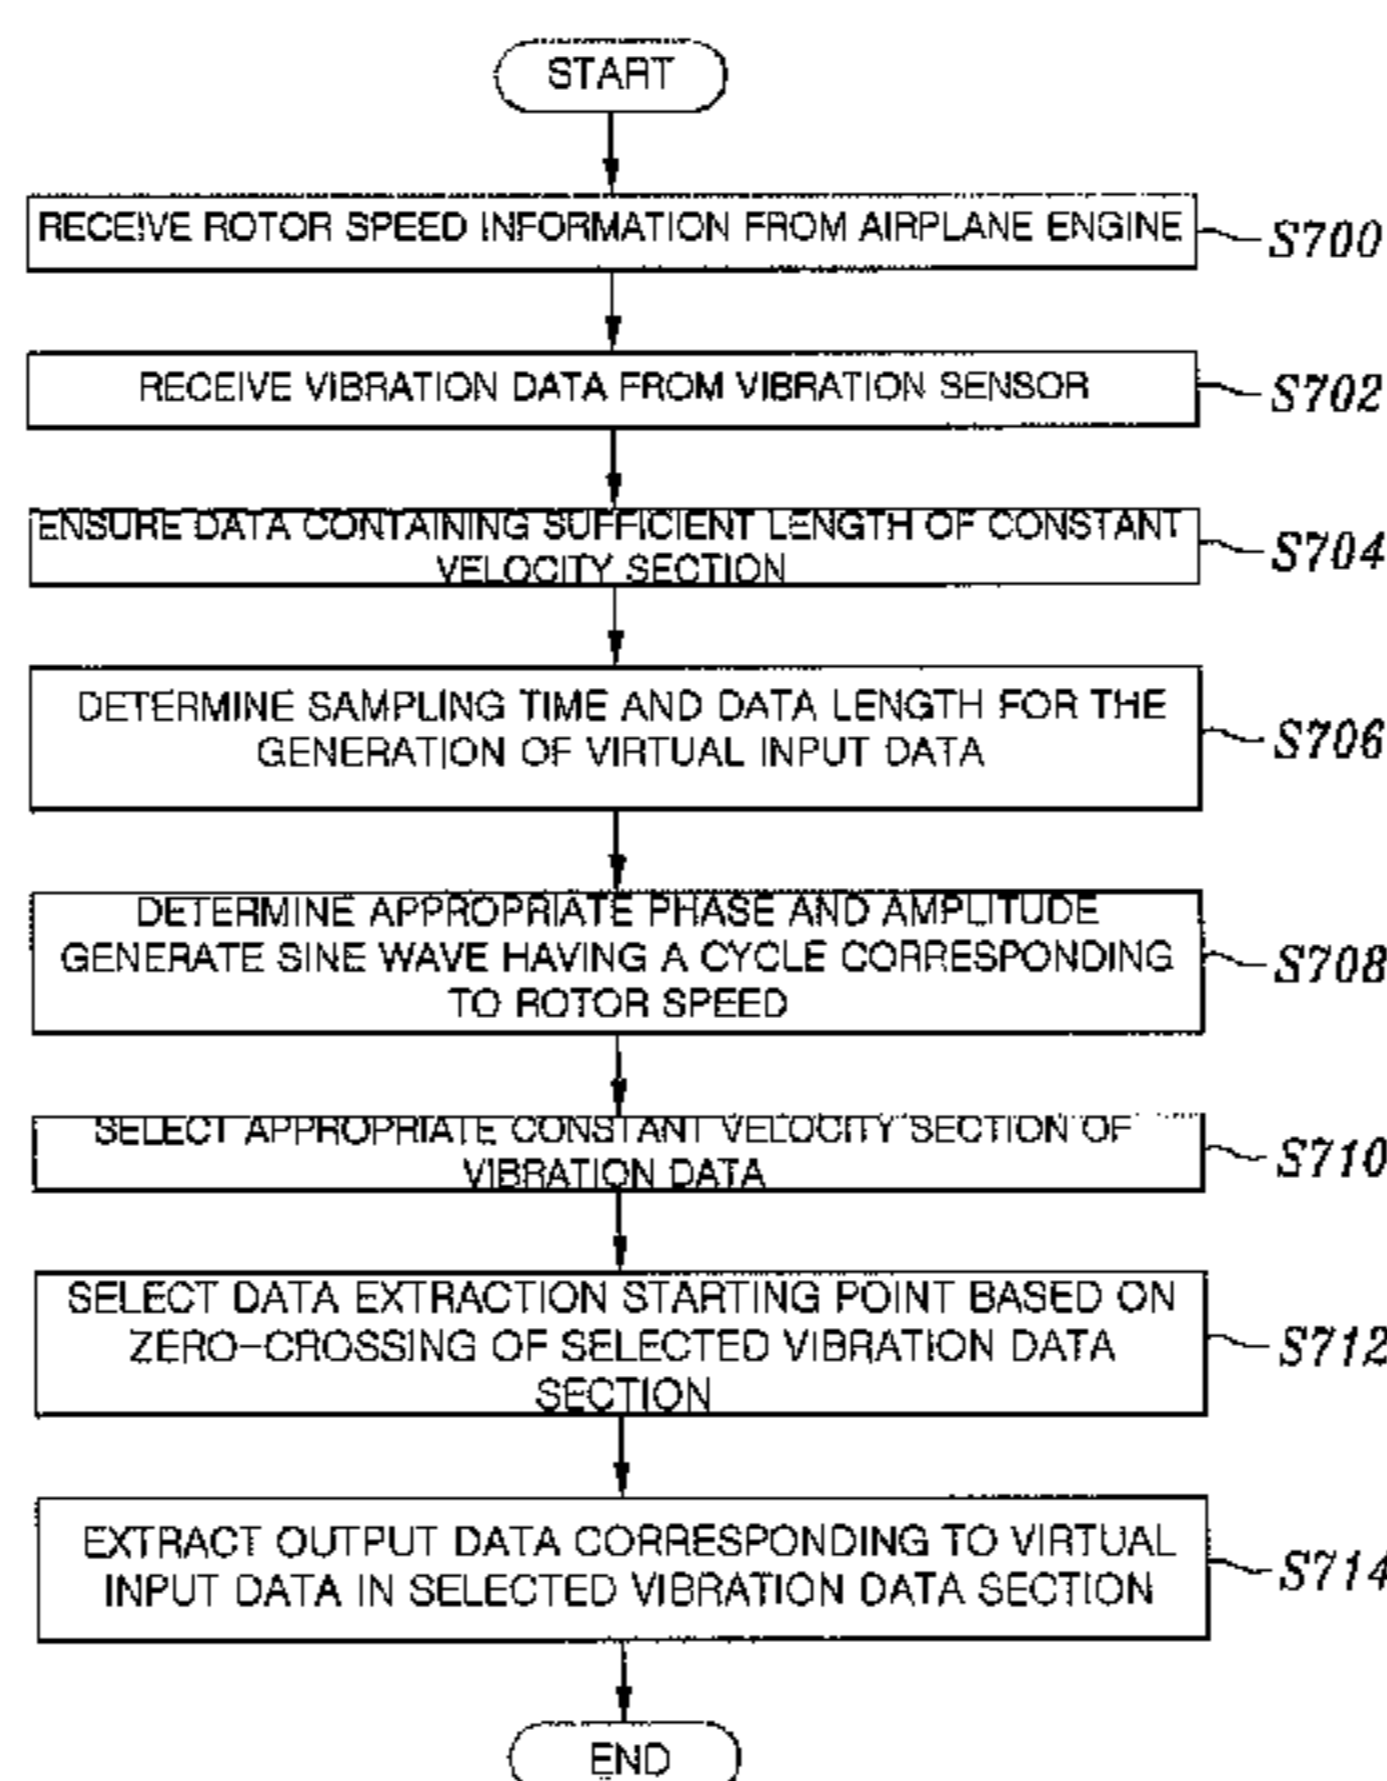 START
RECEIVE ROTOR SPEED INFORMATION FROM AIRPLANE ENGINE
S700
RECEIVE VIBRATION DATA FROM VIBRATION SENSOR
S702
ENSURE DATA CONTAINING SUFFICIENT LENGTH OF CONSTANT
VELOCITY SECTION
S704
DETERMINE SAMPLING TIME AND DATA LENGTH FOR THE
GENERATION OF VIRTUAL INPUT DATA
S706
DETERMINE APPROPRIATE PHASE AND AMPLITUDE
GENERATE SINE WAVE HAVING A CYCLE CORRESPONDING
TO ROTOR SPEED
S708
SELECT APPROPRIATE CONSTANT VELOCITY SECTION OF
VIBRATION DATA
S710
SELECT DATA EXTRACTION STARTING POINT BASED ON
ZERO-CROSSING OF SELECTED VIBRATION DATA
SECTION
S712
EXTRACT OUTPUT DATA CORRESPONDING TO VIRTUAL
INPUT DATA IN SELECTED VIBRATION DATA SECTION
S714
END